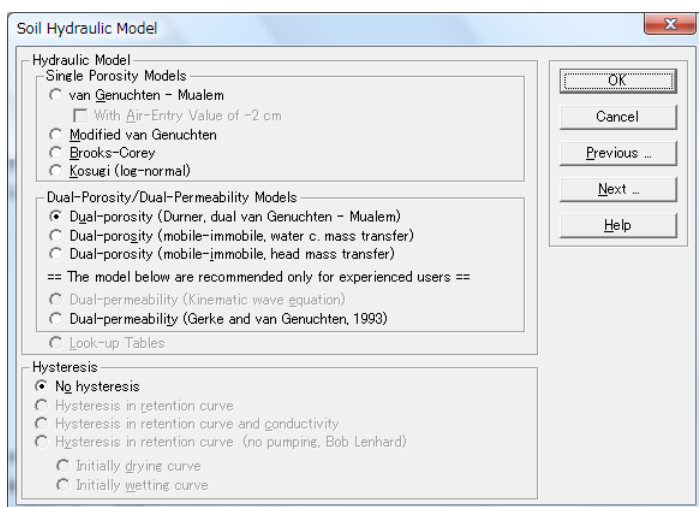 Soil Hydraulic Model
Hydraulic Model
Single Porosity Models
van Genuchten - Mualem
With Air-Entry Value of -2 cm
Modified van Genuchten
Brooks-Corey
Kosugi (log-normal)
Dual-Porosity/Dual-Permeability Models
Dual-porosity (Durner, dual van Genuchten - Mualem)
Dual-porosity (mobile-immobile, water c. mass transfer)
Dual-porosity (mobile-immobile, head mass transfer)
== The model below are recommended only for experienced users ==
Dual-permeability (Kinematic wave equation)
Dual-permeability (Gerke and van Genuchten, 1993)
Look-up Tables
Hysteresis
No hysteresis
Hysteresis in retention curve
Hysteresis in retention curve and conductivity
Hysteresis in retention curve (no pumping, Bob Lenhard)
Initially drying curve
Initially wetting curve
OK
Cancel
Previous ...
Next ...
Help